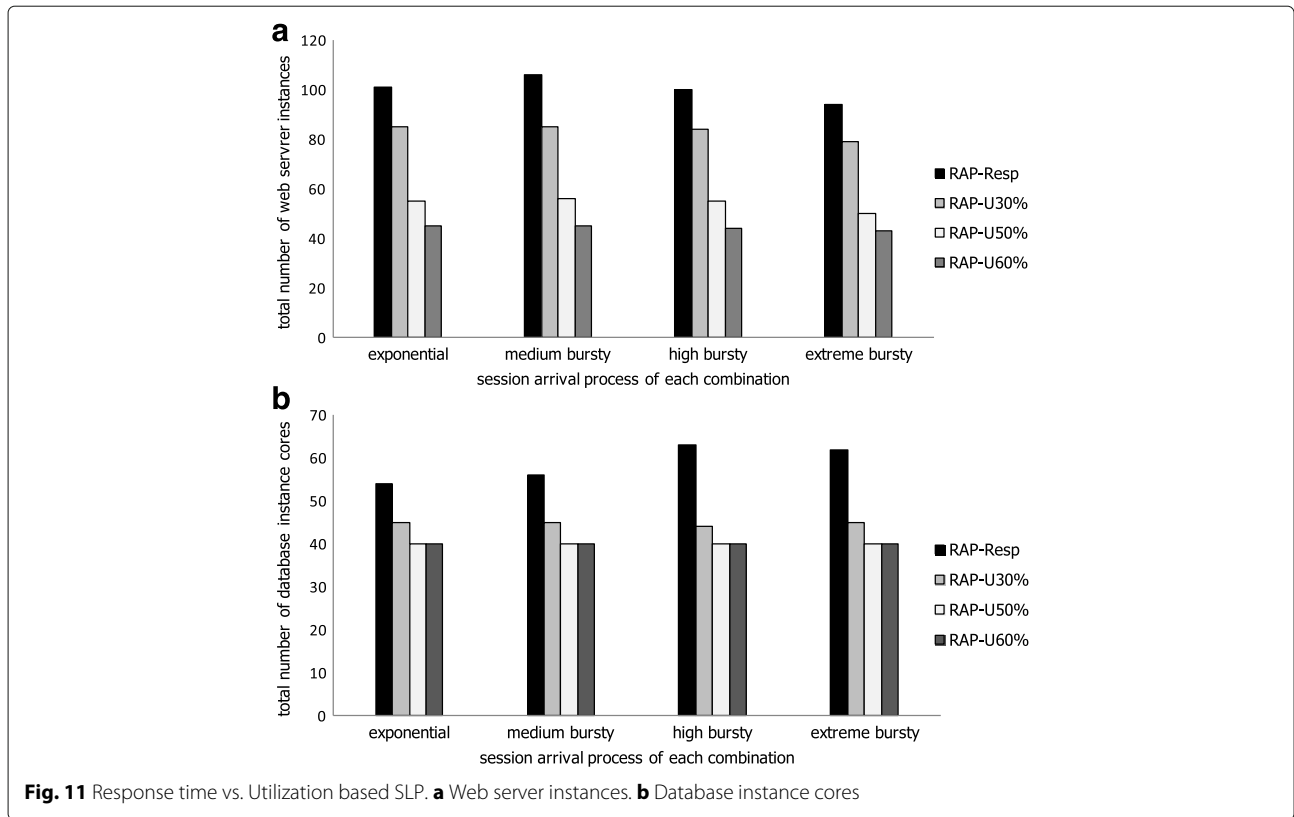 a
120
100
80
60
40
20
0
total number of web servrer instances
exponential medium bursty high bursty extreme bursty
session arrival process of each combination
RAP-Resp
RAP-U30%
RAP-U50%
RAP-U60%
b
70
60
50
40
30
20
10
0
total number of database instance cores
exponential medium bursty high bursty extreme bursty
session arrival process of each combination
RAP-Resp
RAP-U30%
RAP-U50%
RAP-U60%
Fig. 11 Response time vs. Utilization based SLP. a Web server instances. b Database instance cores